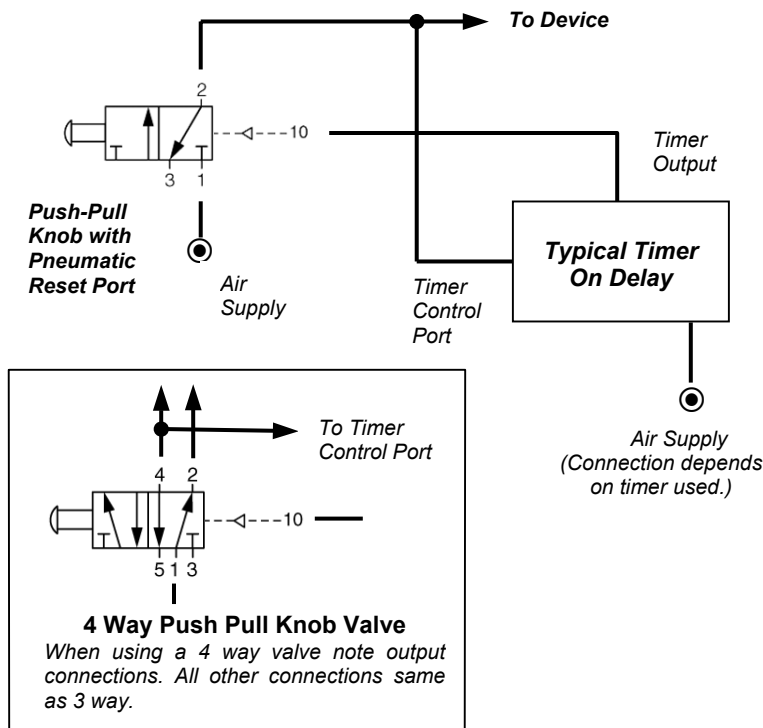 To Device
2
10
3 1
Push-Pull
Knob with
Pneumatic
Reset Port
Air
Supply
Timer
Output
Typical Timer
On Delay
Timer
Control
Port
Air Supply
(Connection depends
on timer used.)
To Timer
Control Port
4 2
10
5 1 3
4 Way Push Pull Knob Valve
When using a 4 way valve note output
connections. All other connections same
as 3 way.